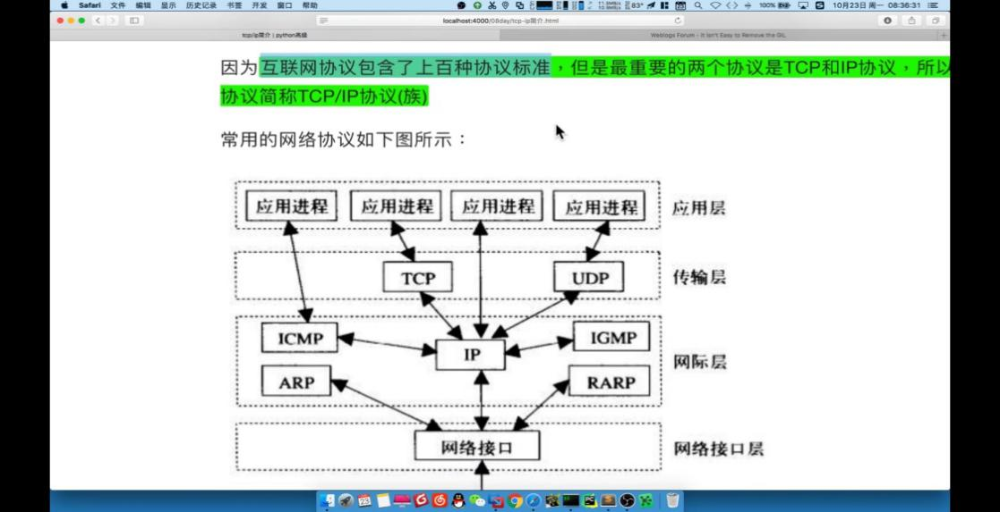 Safari 文件 编辑 显示 历史记录 书签 开发 窗口 帮助
83° 100% 10月23日 周一 08:36:31
localhost:4000/08day/tcp-ip简介.html
tcp/ip简介 | python高级
Weblogs Forum - It isn't Easy to Remove the GIL
因为互联网协议包含了上百种协议标准，但是最重要的两个协议是TCP和IP协议，所以
协议简称TCP/IP协议(族)
常用的网络协议如下图所示：
应用进程 应用进程 应用进程 应用进程 应用层
TCP UDP 传输层
ICMP IP IGMP
网际层
ARP RARP
网络接口 网络接口层